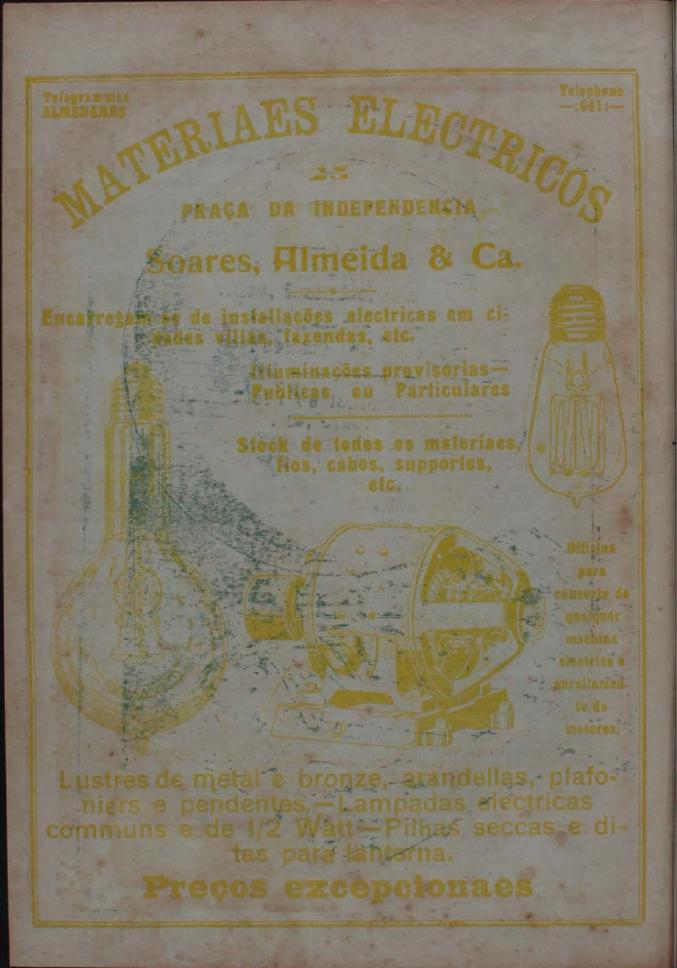 Telegrammas
ALMEDARES
Telephone
—:641:—
MATERIAES ELECTRICOS
25
PRAÇA DA INDEPENDENCIA
Soares, Almeida & Ca.
Encarregam-se de installações electricas em ci-
dades villas, fazendas, etc.
Illuminações provisorias—
Publicas ou Particulares
Stock de todos os materiaes,
fios, cabos, supportes,
etc.
Officina
para
concerto de
qualquer
machina
electrica e
enrollamen-
to de
motores.
Lustres de metal e bronze, arandellas, plafo-
niers e pendentes,—Lampadas electricas
communs e de 1/2 Watt—Pilhas seccas e di-
tas para lanterna.
Preços excepcionaes